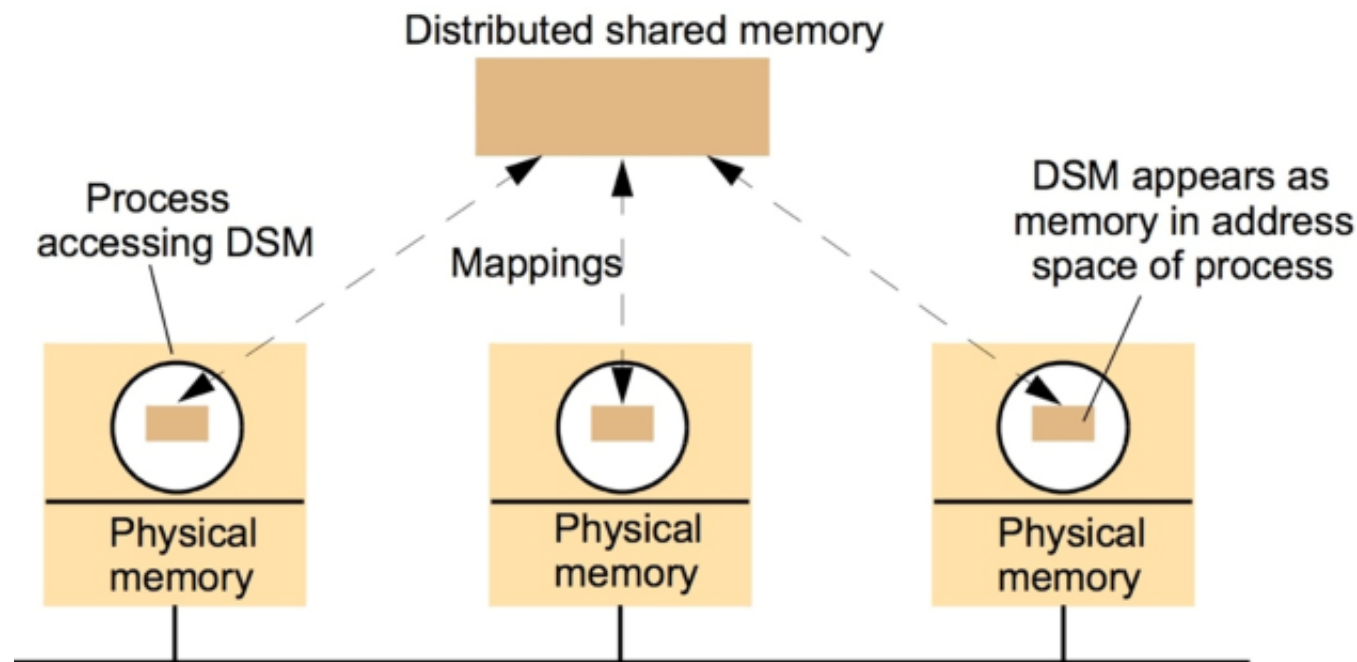 Distributed shared memory
Process
accessing DSM
Mappings
DSM appears as
memory in address
space of process
Physical
memory
Physical
memory
Physical
memory